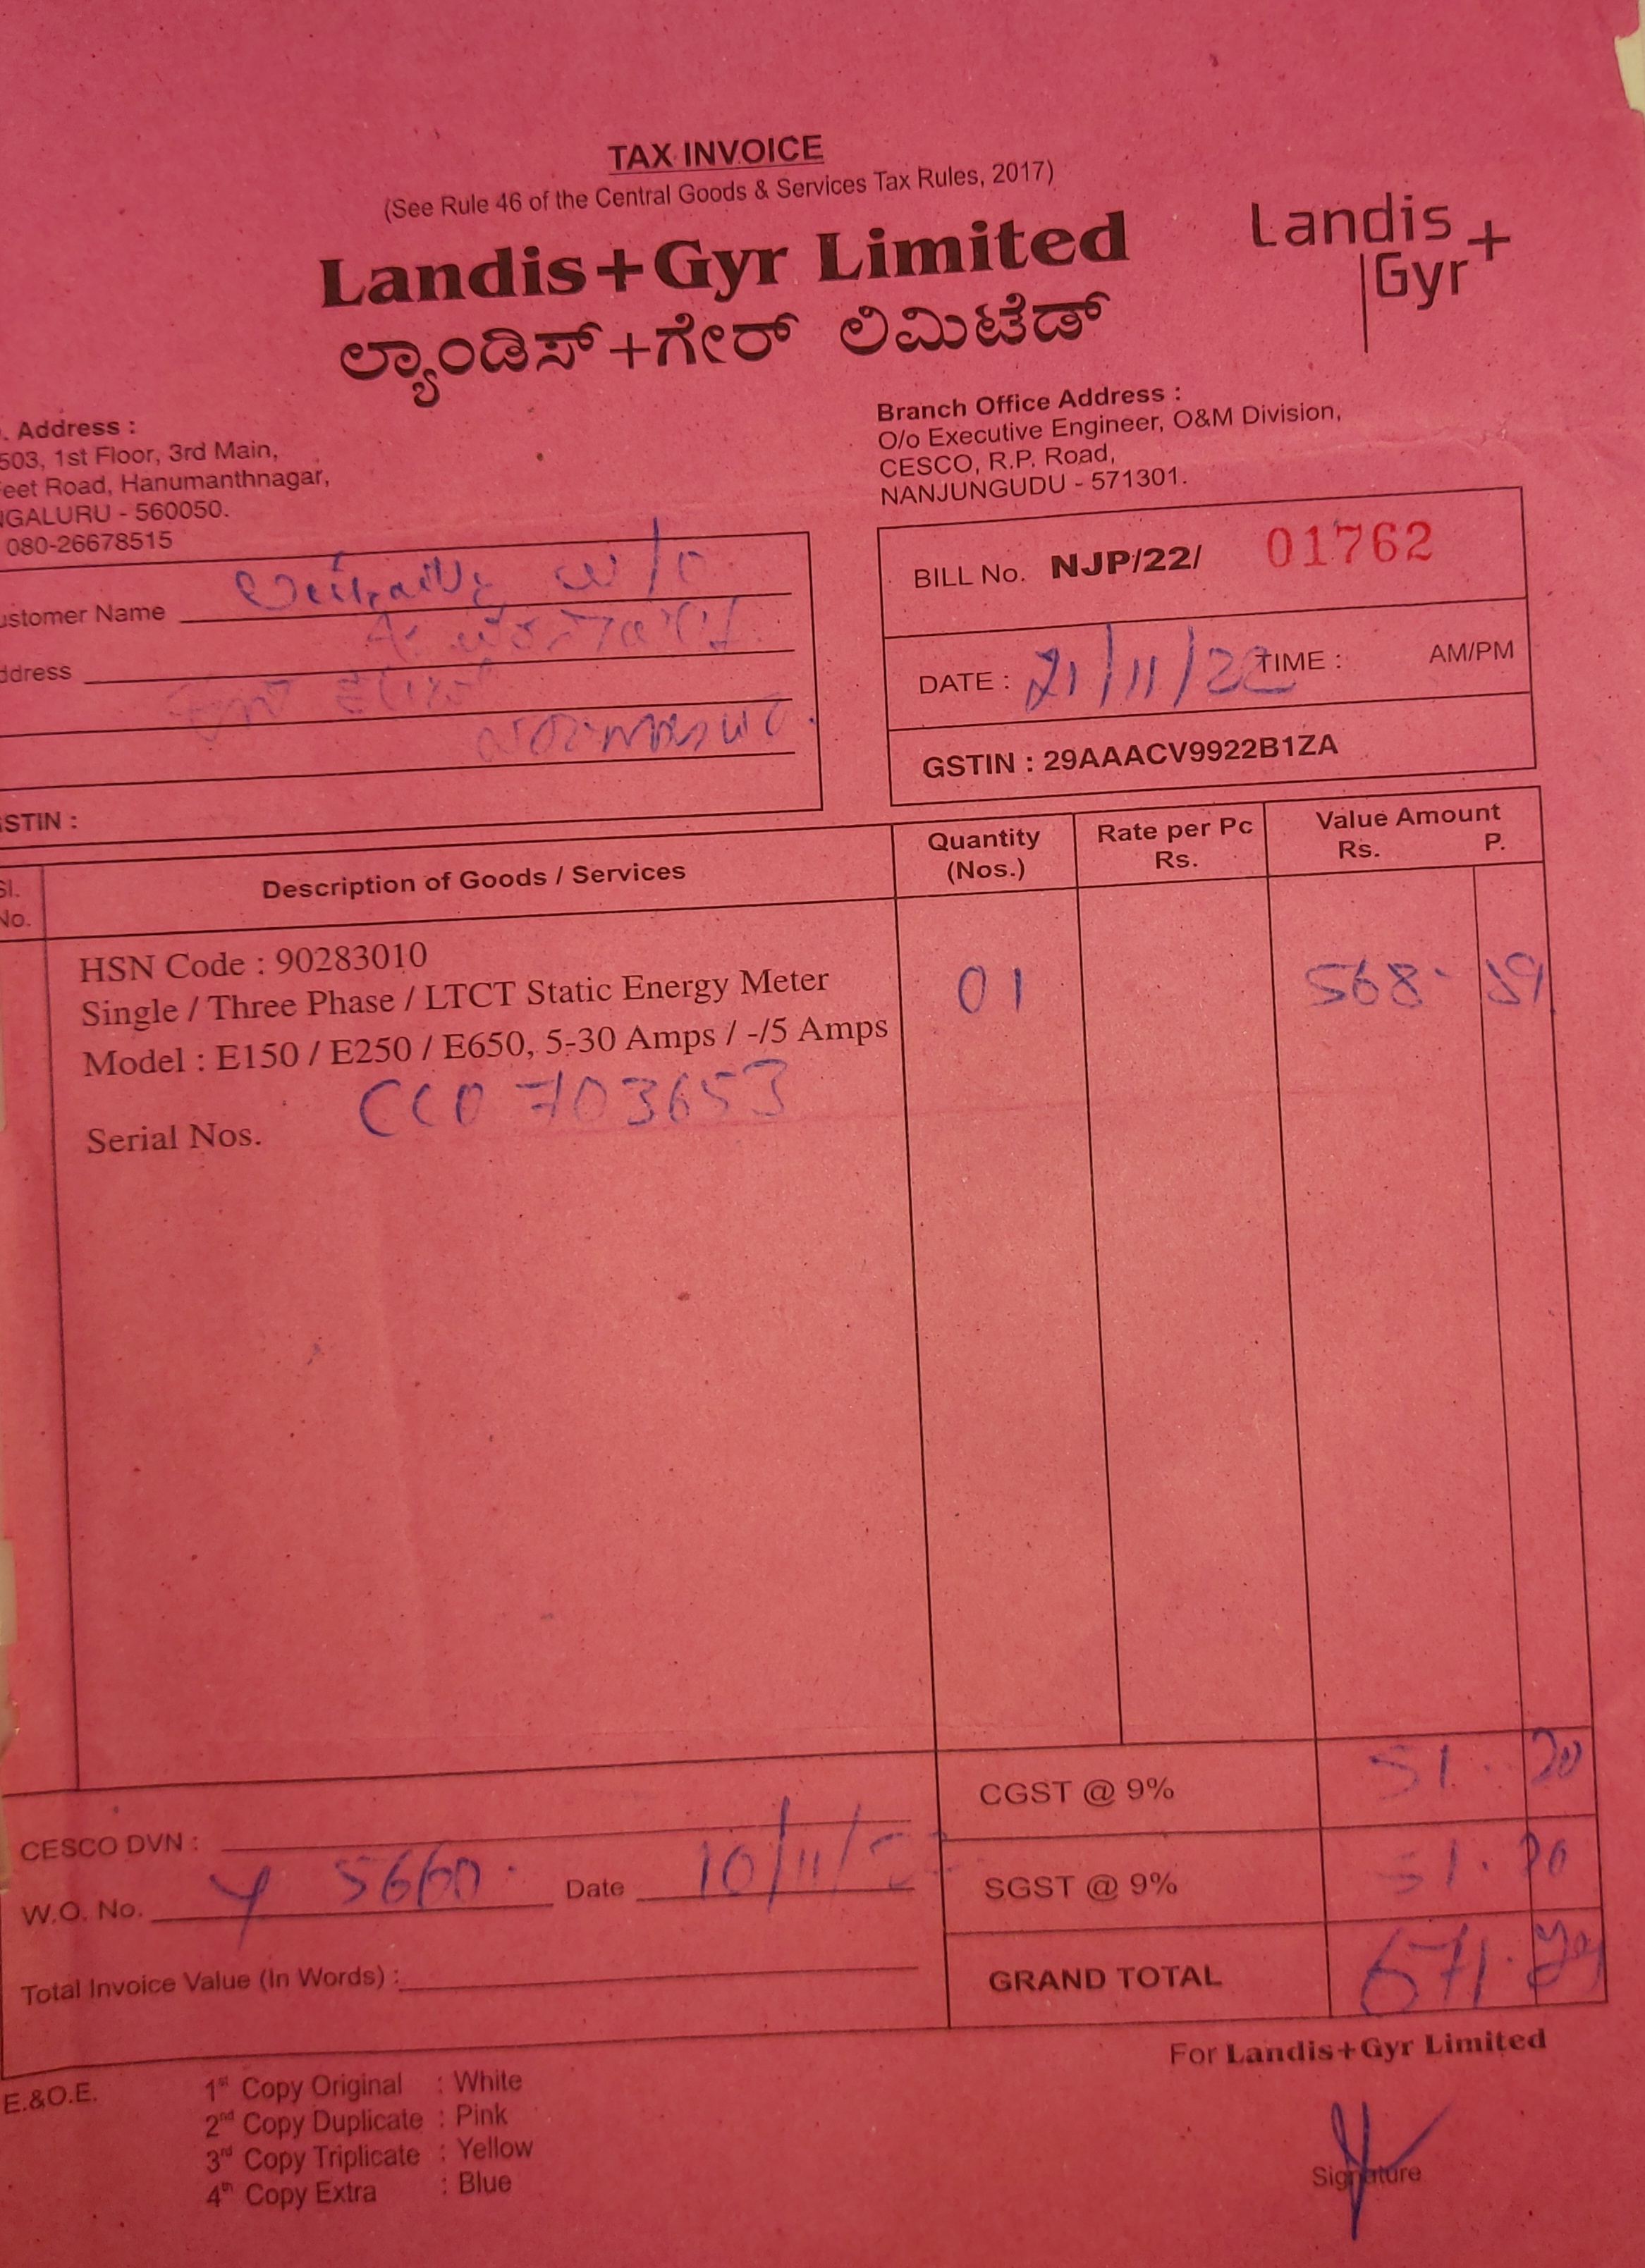 TAX INVOICE
(See Rule 46 of the Central Goods & Services Tax Rules, 2017)
Landis+Gyr Limited
ಲ್ಯಾಂಡಿಸ್+ಗೇರ್ ಲಿಮಿಟೆಡ್
Landis
Gyr+
. Address :
503, 1st Floor, 3rd Main,
eet Road, Hanumanthnagar,
NGALURU - 560050.
080-26678515
Branch Office Address :
O/o Executive Engineer, O&M Division,
CESCO, R.P. Road,
NANJUNGUDU - 571301.
ustomer Name
ddress
STIN :
BILL No. NJP/22/ 01762
DATE : 21/11/22 TIME : AM/PM
GSTIN : 29AAACV9922B1ZA
Sl. No. Description of Goods / Services Quantity (Nos.) Rate per Pc Rs. Value Amount Rs. P.
HSN Code : 90283010
Single / Three Phase / LTCT Static Energy Meter 01 568.
Model : E150 / E250 / E650, 5-30 Amps / -/5 Amps
Serial Nos. CC0703653
CGST @ 9% 51.
CESCO DVN :
W.O. No. 5660. Date 10/11/
SGST @ 9% 51.
Total Invoice Value (In Words) :
GRAND TOTAL 671.
For Landis+Gyr Limited
E.&O.E.
1st Copy Original : White
2nd Copy Duplicate : Pink
3rd Copy Triplicate : Yellow
4th Copy Extra : Blue
Signature